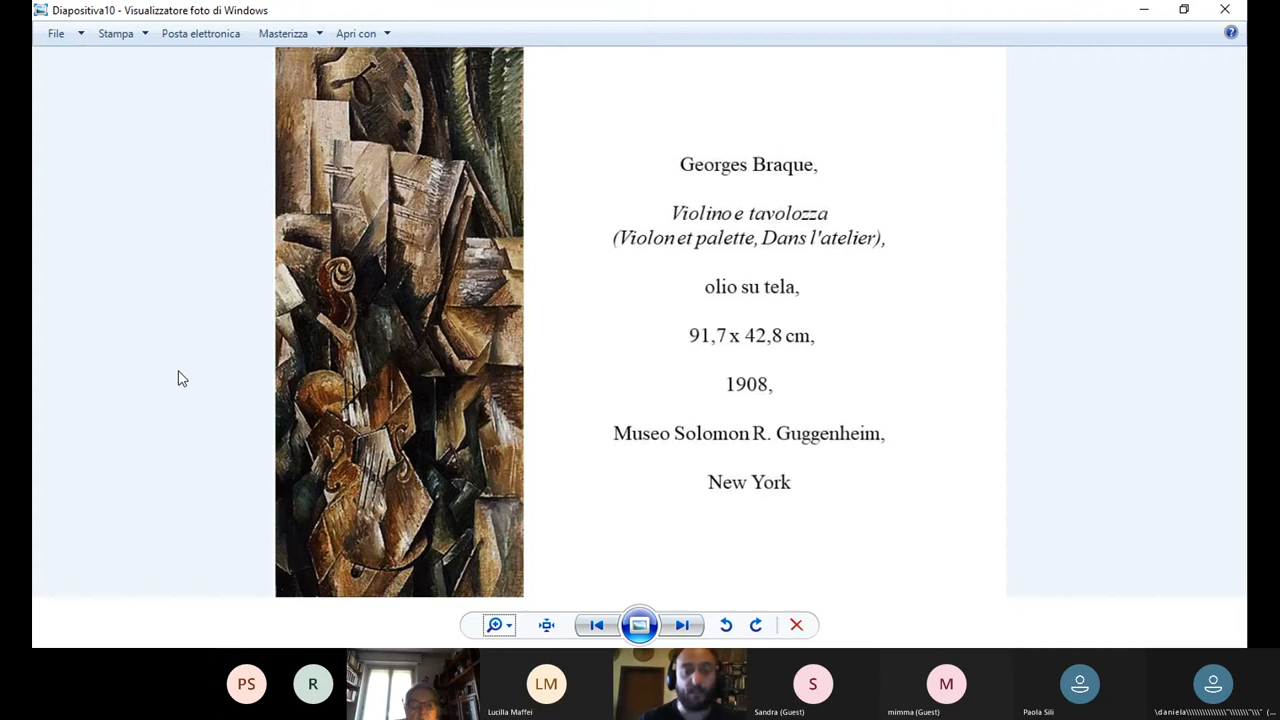 Diapositiva10 - Visualizzatore foto di Windows
File Stampa Posta elettronica Masterizza Apri con
Georges Braque,
Violino e tavolozza
(Violon et palette, Dans l'atelier),
olio su tela,
91,7 x 42,8 cm,
1908,
Museo Solomon R. Guggenheim,
New York
PS R LM S M
Lucilla Maffei Sandra (Guest) mimma (Guest) Paola Sili